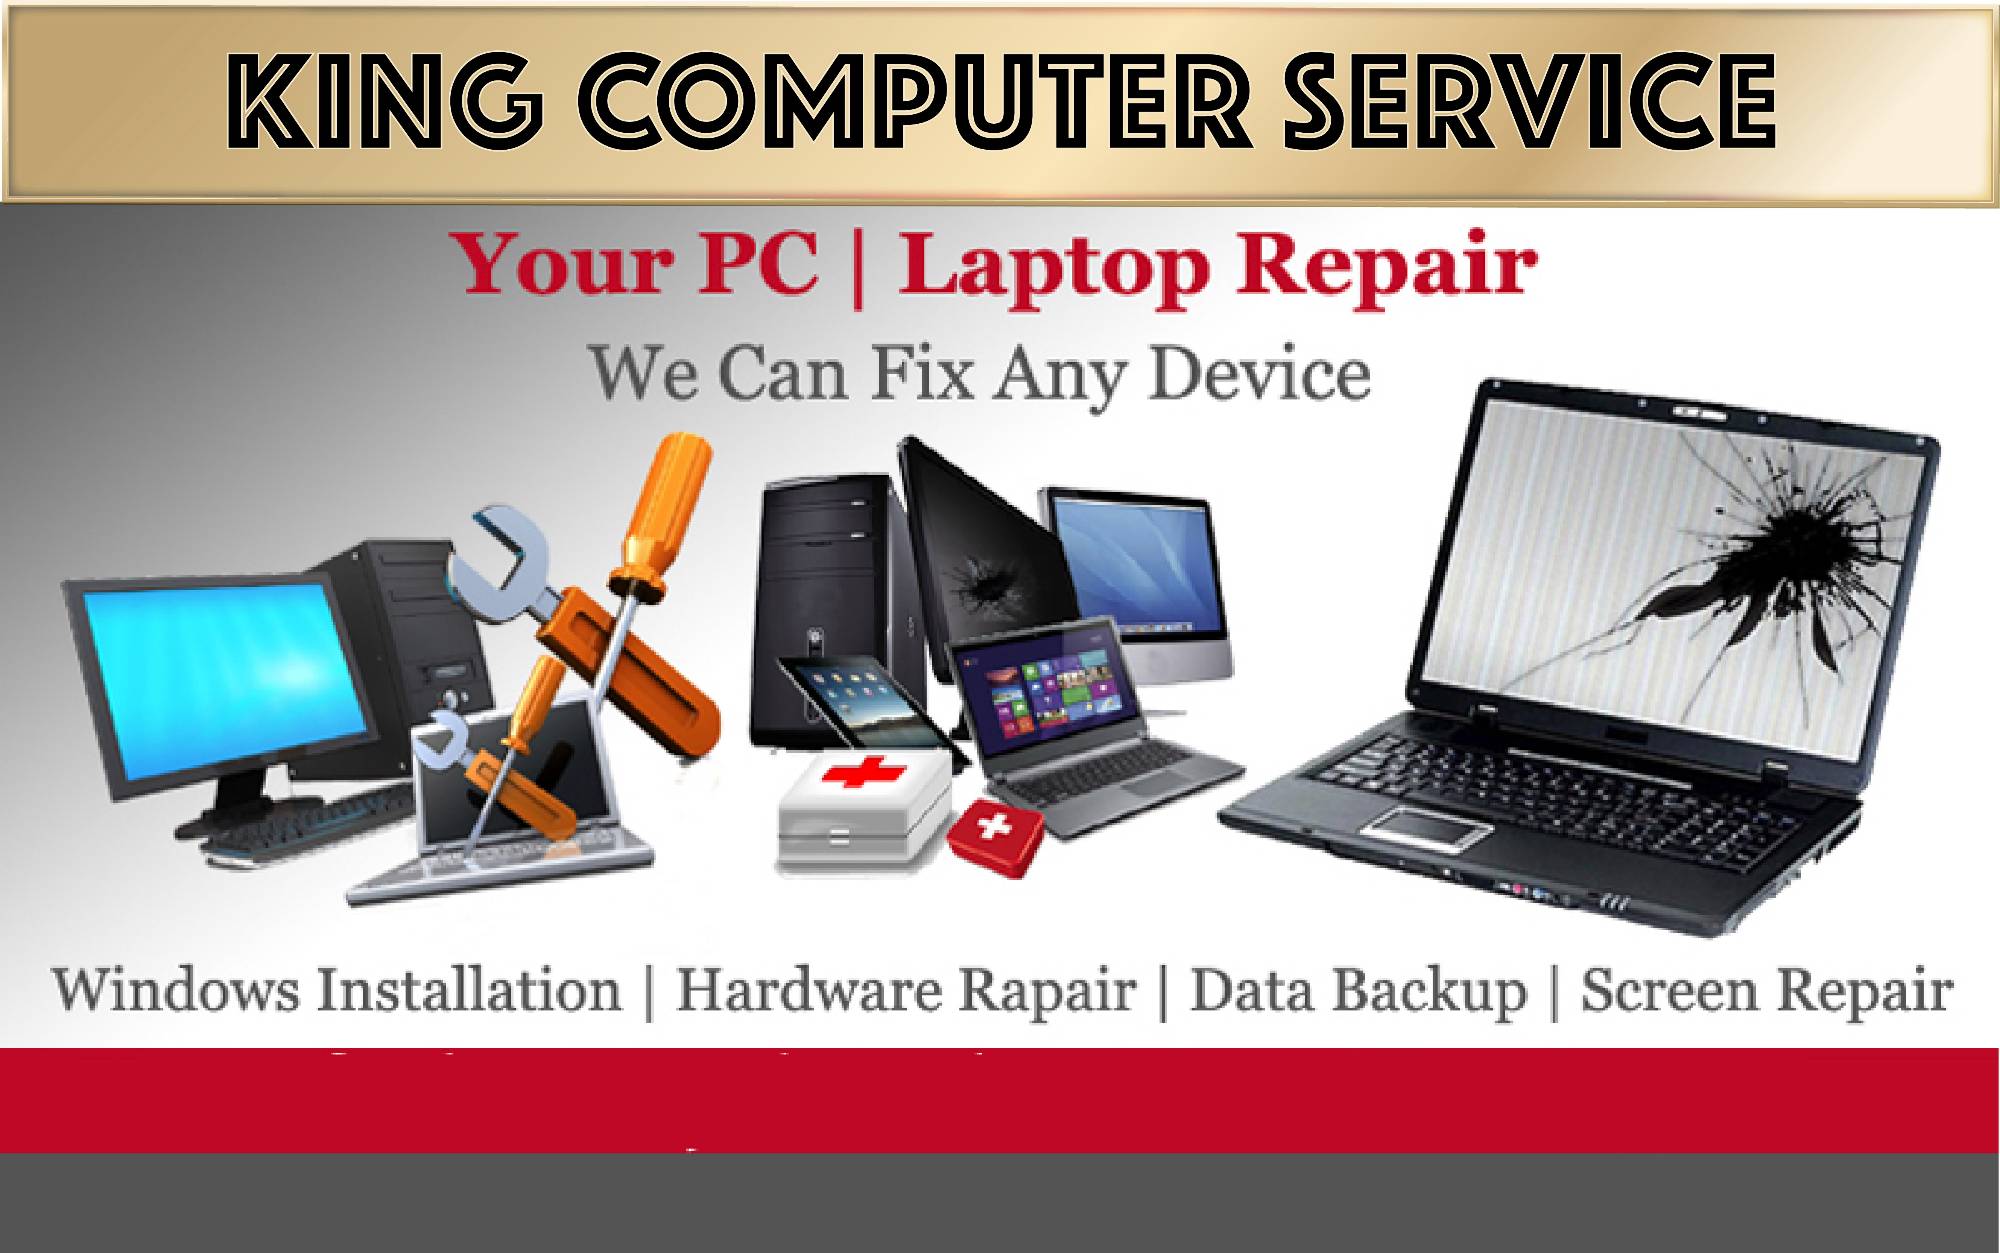 KING COMPUTER SERVICE
Your PC | Laptop Repair
We Can Fix Any Device
Windows Installation | Hardware Rapair | Data Backup | Screen Repair